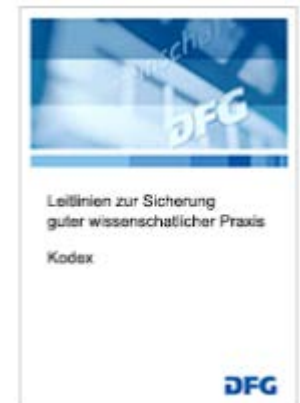 DFG
Leitlinien zur Sicherung
guter wissenschatlicher Praxis
Kodex
DFG